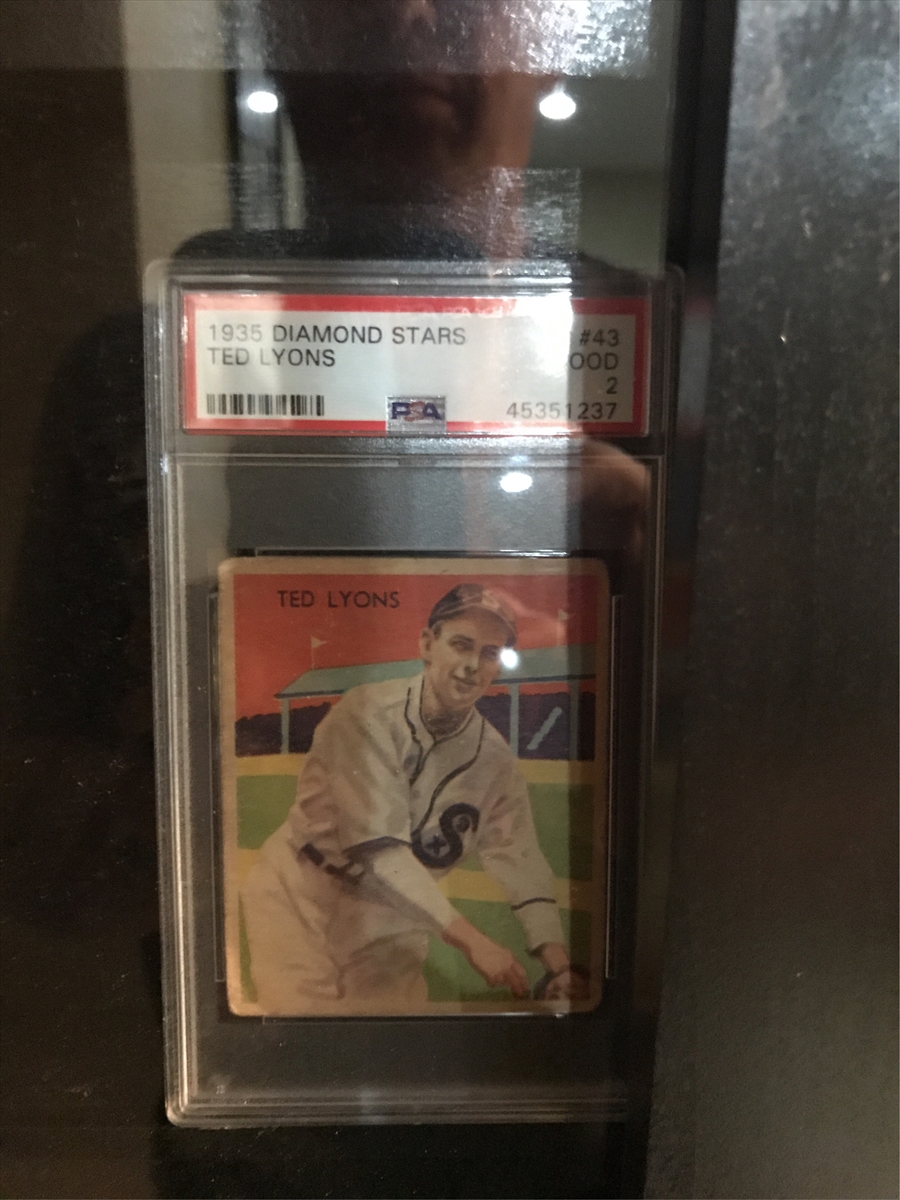 1935 DIAMOND STARS #43
TED LYONS OOD
2
PSA 45351237
TED LYONS
S